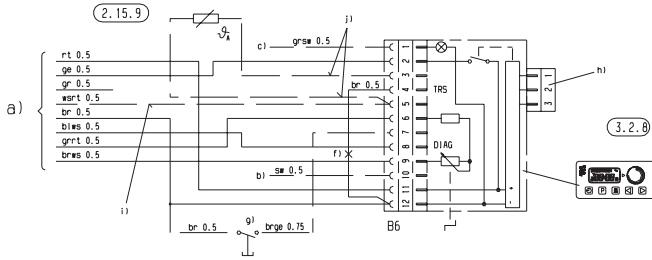 2.15.9
ϑA
j)
c) grsw 0.5
rt 0.5
ge 0.5
gr 0.5
wsrt 0.5
br 0.5
blws 0.5
grrt 0.5
brws 0.5
a)
br 0.5
f)
b) sw 0.5
i)
g)
br 0.5
brge 0.75
1
2
3
4
5
6
7
8
9
10
11
12
TRS
DIAG
+
-
B6
1
2
3
h)
3.2.8
P